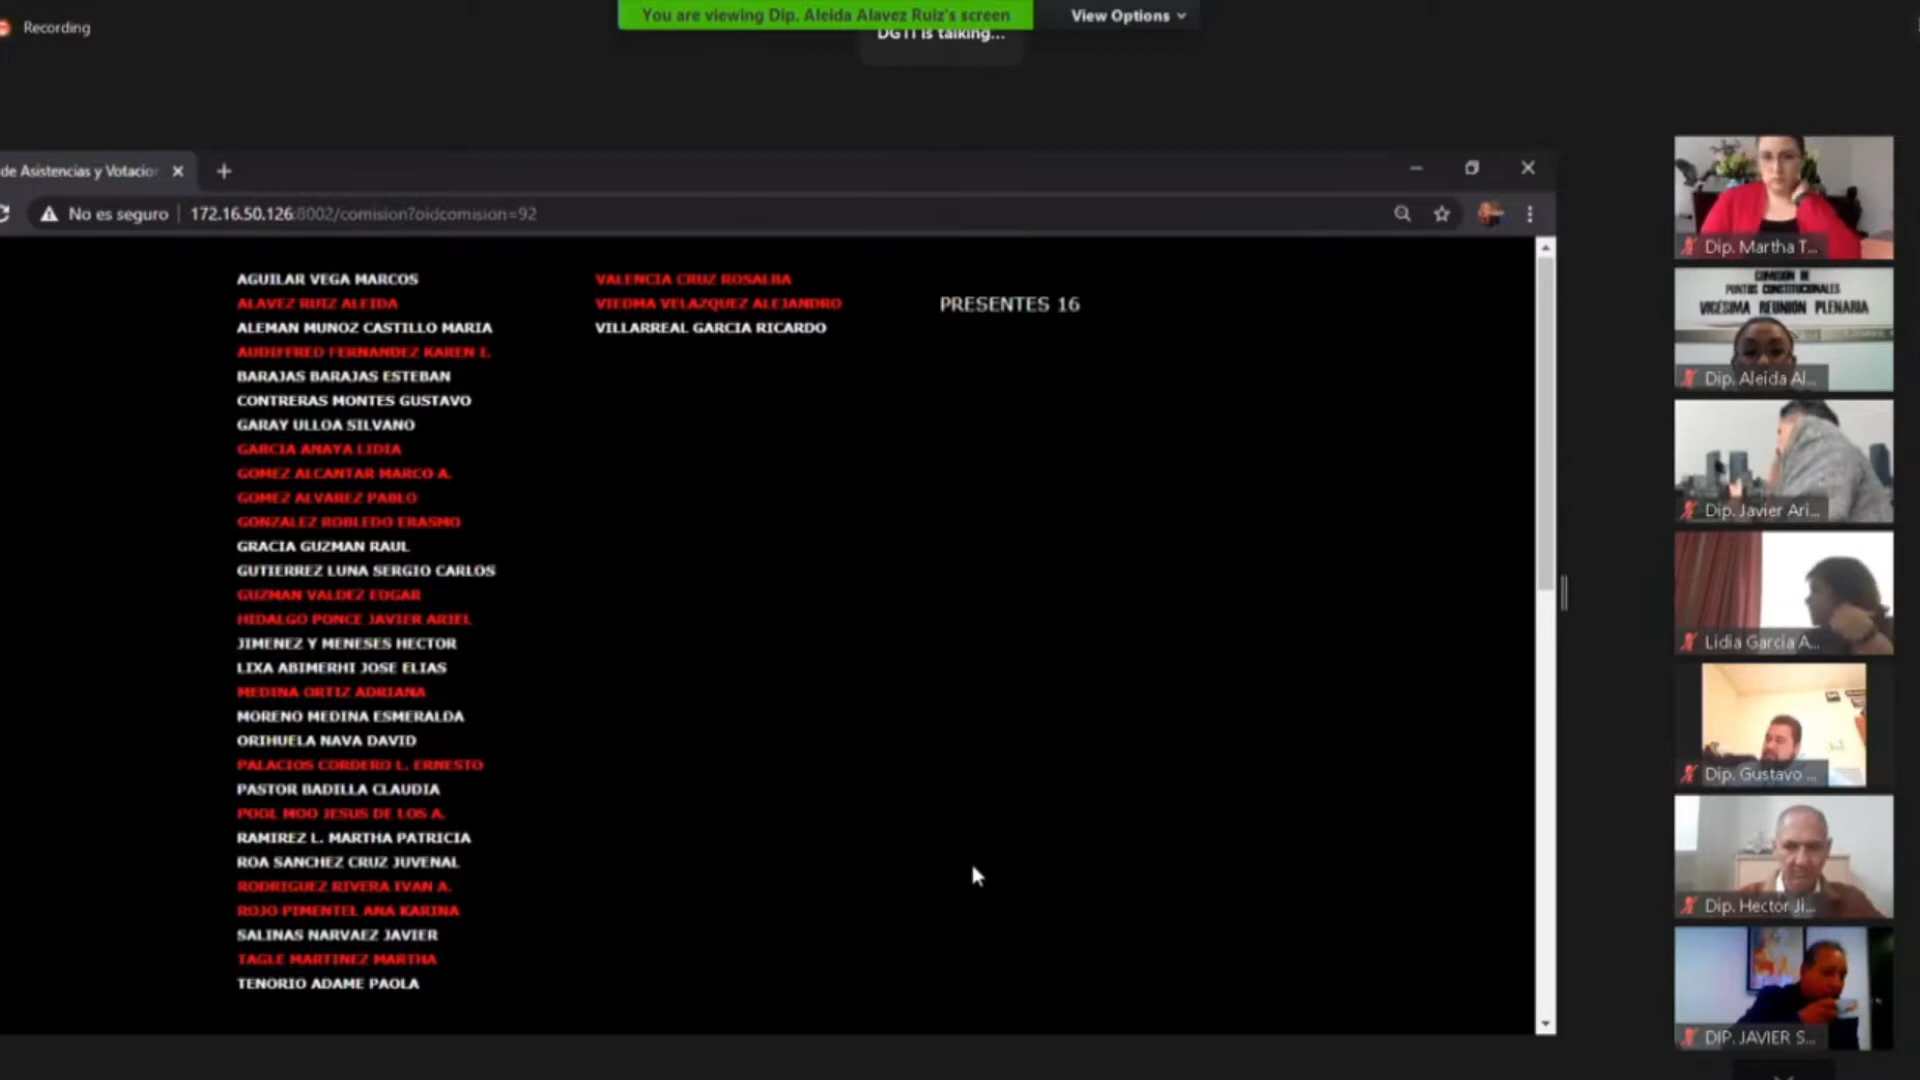 Recording
You are viewing Dip. Aleida Alavez Ruiz's screen
View Options
DGTI is talking...
de Asistencias y Votacio
No es seguro
172.16.50.126:8002/comision?oidcomision=92
AGUILAR VEGA MARCOS
ALAVEZ RUIZ ALEIDA
ALEMAN MUNOZ CASTILLO MARIA
AUDIFFRED FERNANDEZ KAREN I.
BARAJAS BARAJAS ESTEBAN
CONTRERAS MONTES GUSTAVO
GARAY ULLOA SILVANO
GARCIA ANAYA LIDIA
GOMEZ ALCANTAR MARCO A.
GOMEZ ALVAREZ PABLO
GONZALEZ ROBLEDO ERASMO
GRACIA GUZMAN RAUL
GUTIERREZ LUNA SERGIO CARLOS
GUZMAN VALDEZ EDGAR
HIDALGO PONCE JAVIER ARIEL
JIMENEZ Y MENESES HECTOR
LIXA ABIMERHI JOSE ELIAS
MEDINA ORTIZ ADRIANA
MORENO MEDINA ESMERALDA
ORIHUELA NAVA DAVID
PALACIOS CORDERO L. ERNESTO
PASTOR BADILLA CLAUDIA
POOL MOO JESUS DE LOS A.
RAMIREZ L. MARTHA PATRICIA
ROA SANCHEZ CRUZ JUVENAL
RODRIGUEZ RIVERA IVAN A.
ROJO PIMENTEL ANA KARINA
SALINAS NARVAEZ JAVIER
TAGLE MARTINEZ MARTHA
TENORIO ADAME PAOLA
VALENCIA CRUZ ROSALBA
VIEDMA VELAZQUEZ ALEJANDRO
VILLARREAL GARCIA RICARDO
PRESENTES 16
Dip. Martha T...
COMISIÓN DE
PUNTOS CONSTITUCIONALES
VIGÉSIMA REUNIÓN PLENARIA
Dip. Aleida Al...
Dip. Javier Ari...
Lidia García A...
Dip. Gustavo ...
Dip. Hector Ji...
DIP. JAVIER S...